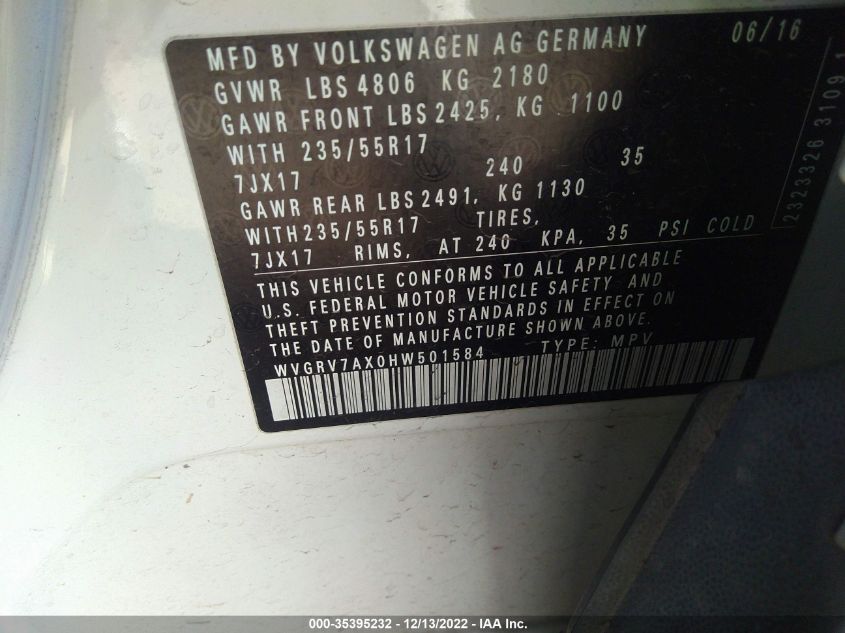 MFD BY VOLKSWAGEN AG GERMANY 06/16
GVWR LBS 4806 KG 2180
GAWR FRONT LBS 2425, KG 1100
WITH 235/55R17
7JX17 240 35
GAWR REAR LBS 2491, KG 1130
WITH235/55R17 TIRES,
7JX17 RIMS, AT 240 KPA, 35 PSI COLD
THIS VEHICLE CONFORMS TO ALL APPLICABLE
U.S. FEDERAL MOTOR VEHICLE SAFETY AND
THEFT PREVENTION STANDARDS IN EFFECT ON
THE DATE OF MANUFACTURE SHOWN ABOVE.
WVGRV7AX0HW501584 TYPE: MPV
2323326 3109 1
000-35395232 - 12/13/2022 - IAA Inc.